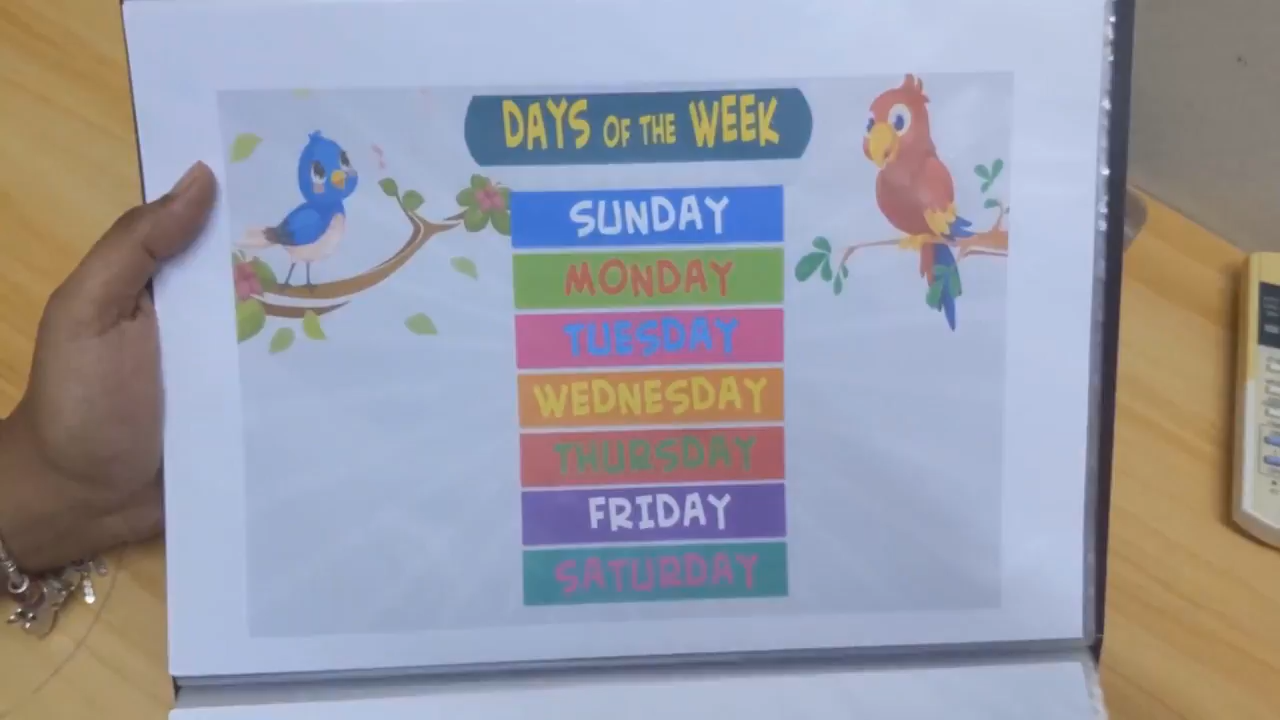 DAYS OF THE WEEK
SUNDAY
MONDAY
TUESDAY
WEDNESDAY
THURSDAY
FRIDAY
SATURDAY